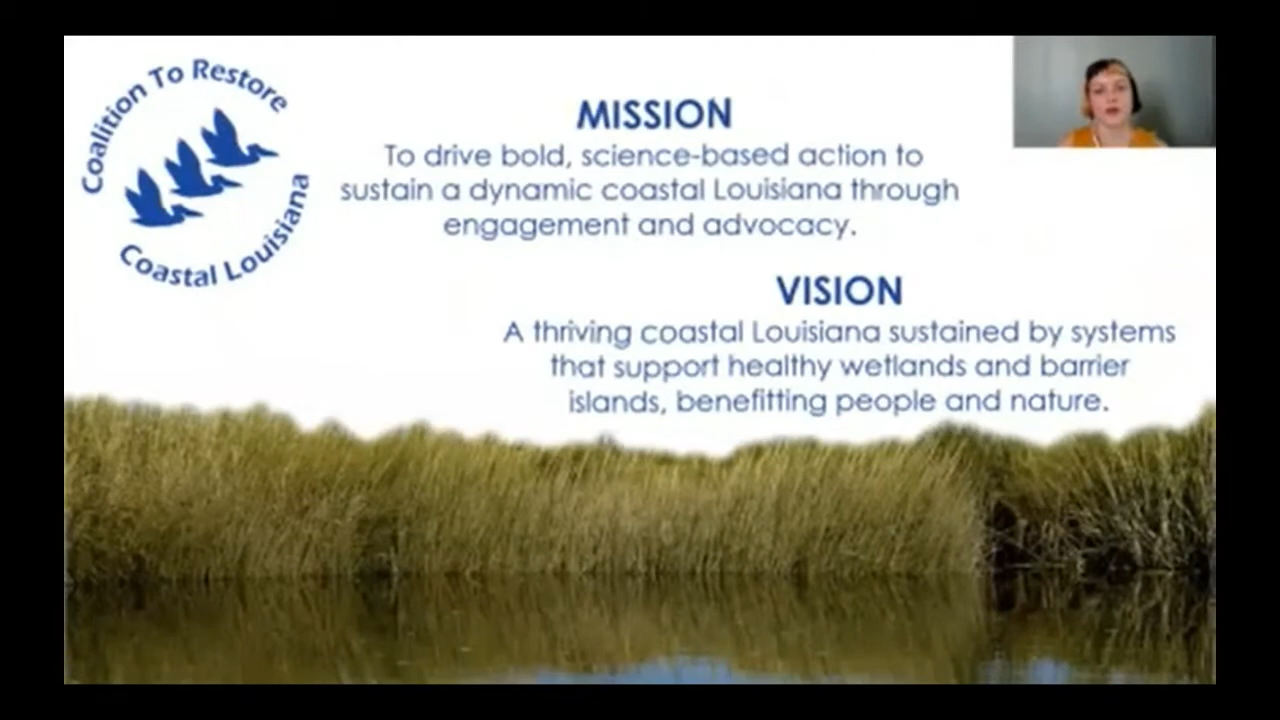 Coalition To Restore
Coastal Louisiana
MISSION
To drive bold, science-based action to
sustain a dynamic coastal Louisiana through
engagement and advocacy.
VISION
A thriving coastal Louisiana sustained by systems
that support healthy wetlands and barrier
islands, benefitting people and nature.